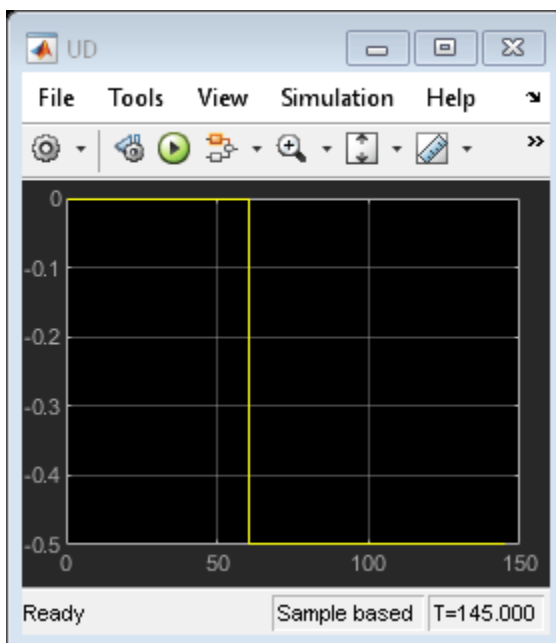 UD
File Tools View Simulation Help
0
-0.1
-0.2
-0.3
-0.4
-0.5
0 50 100 150
Ready Sample based T=145.000